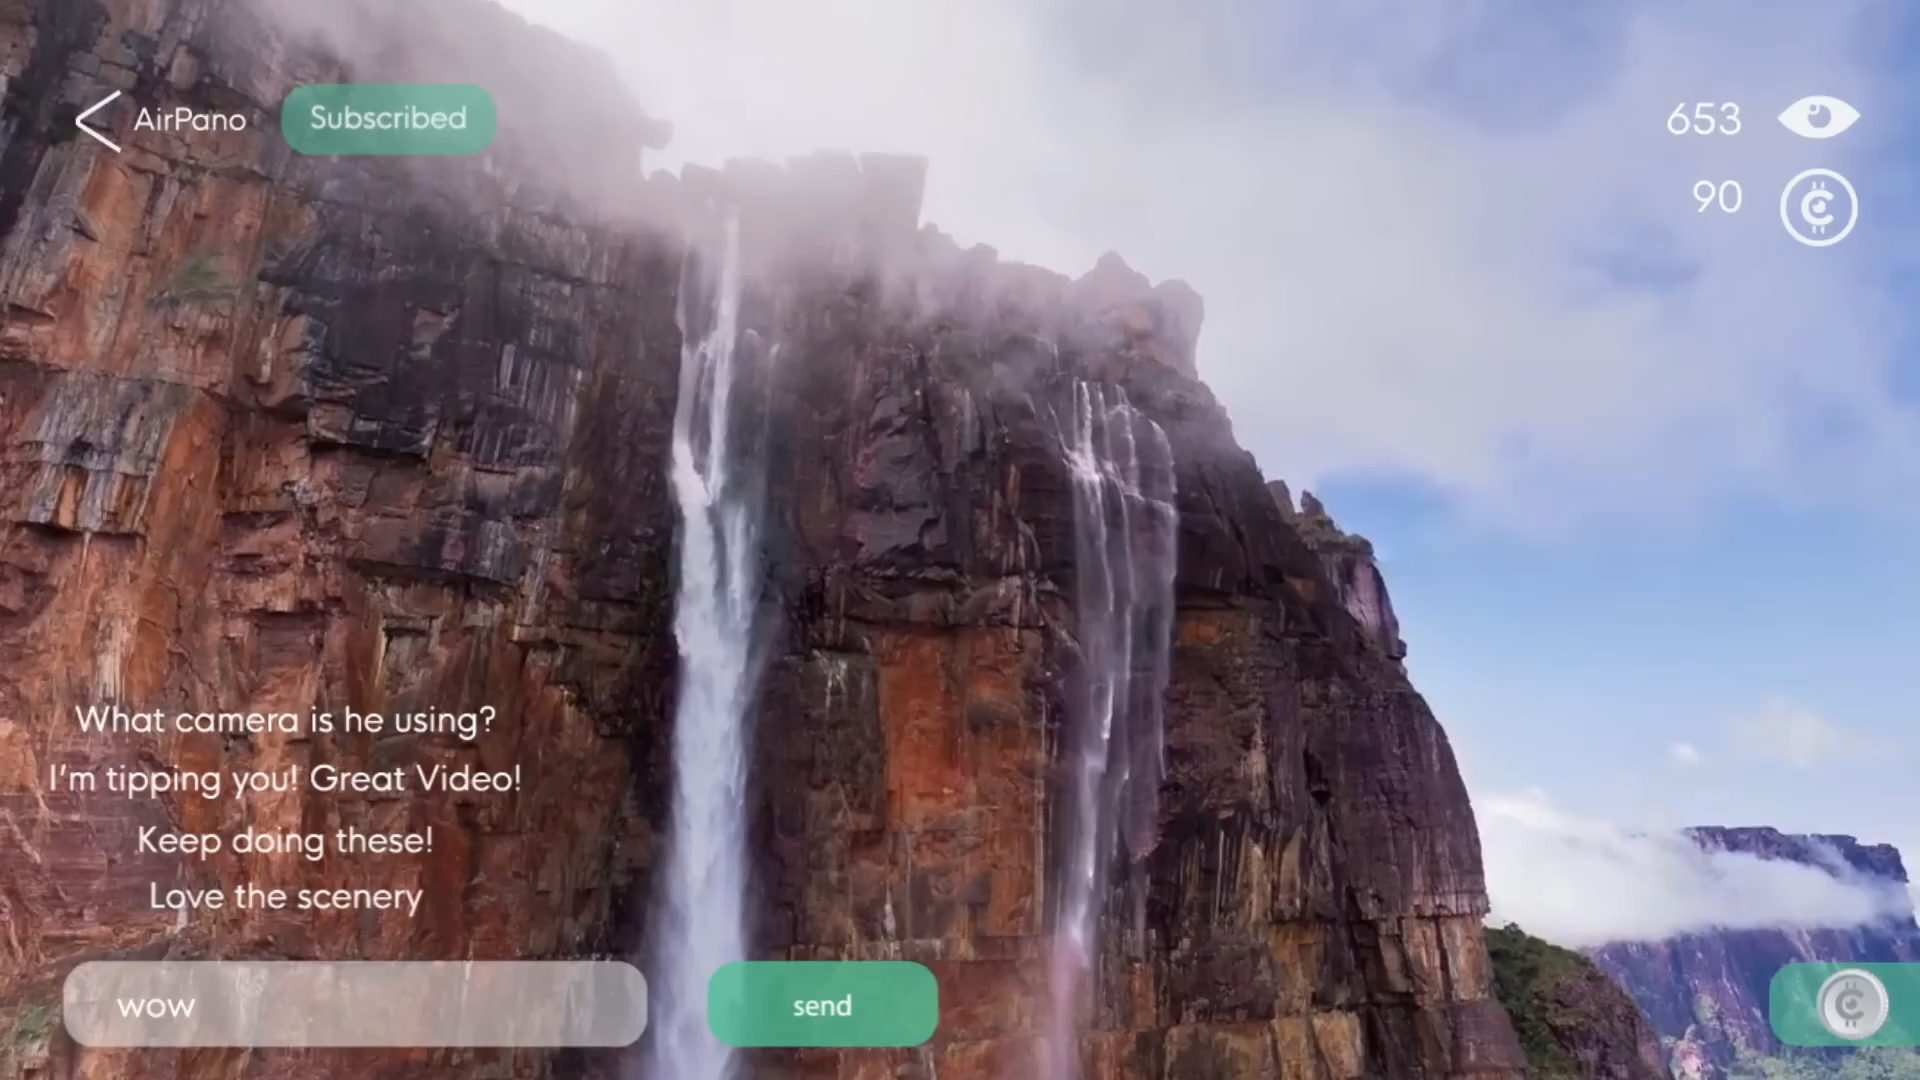 AirPano
Subscribed
653
90
What camera is he using?
I'm tipping you! Great Video!
Keep doing these!
Love the scenery
wow
send